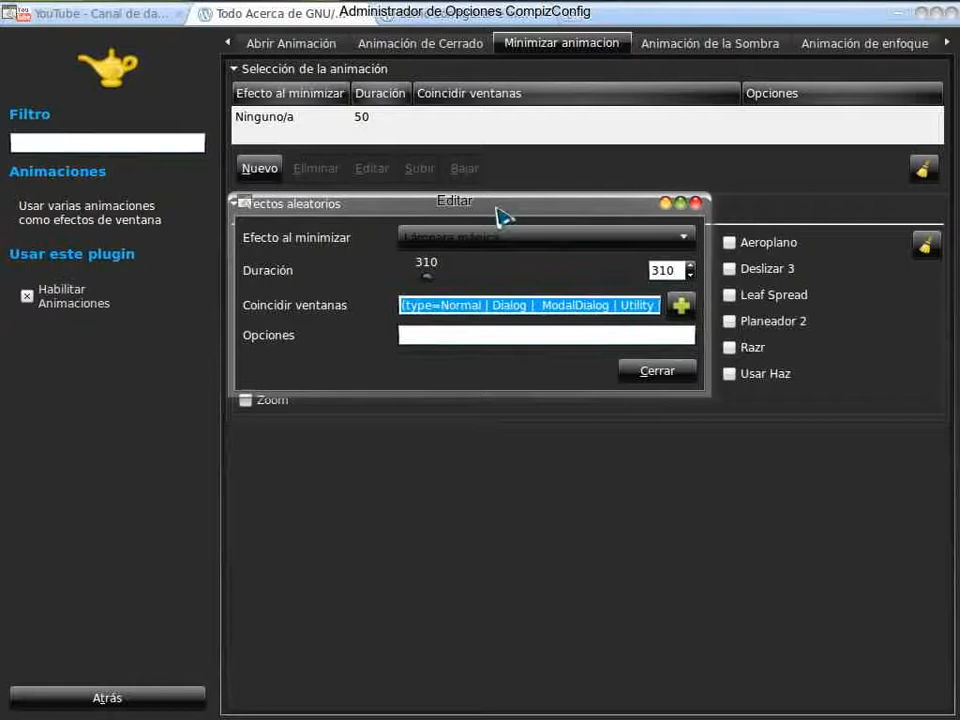 YouTube - Canal de da...
Todo Acerca de GNU/...
Administrador de Opciones CompizConfig
Abrir Animación
Animación de Cerrado
Minimizar animacion
Animación de la Sombra
Animación de enfoque
Selección de la animación
Efecto al minimizar
Duración
Coincidir ventanas
Opciones
Ninguno/a
50
Nuevo
Eliminar
Editar
Subir
Bajar
Filtro
Animaciones
Usar varias animaciones
como efectos de ventana
Usar este plugin
Habilitar
Animaciones
Atrás
Editar
Efectos aleatorios
Efecto al minimizar
Lámpara mágica
Duración
310
310
Coincidir ventanas
(type=Normal | Dialog | ModalDialog | Utility
Opciones
Cerrar
Zoom
Aeroplano
Deslizar 3
Leaf Spread
Planeador 2
Razr
Usar Haz